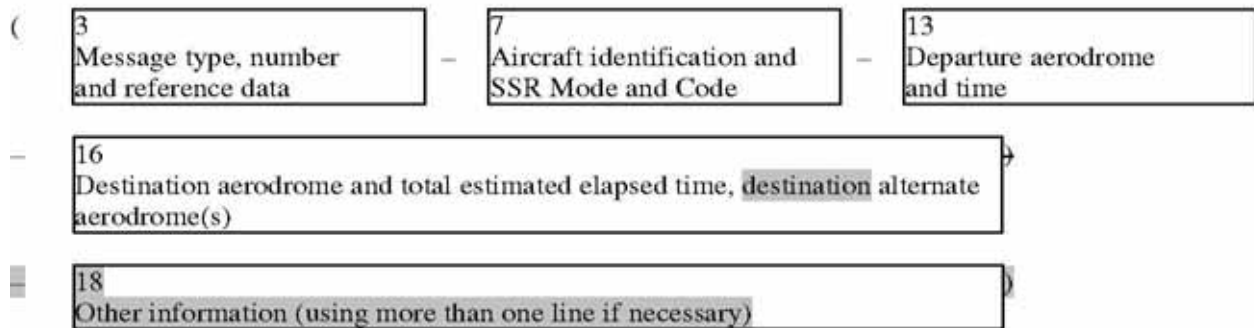 ( 3 7 13
Message type, number – Aircraft identification and – Departure aerodrome
and reference data SSR Mode and Code and time
– 16 )
Destination aerodrome and total estimated elapsed time, destination alternate
aerodrome(s)
– 18 )
Other information (using more than one line if necessary)